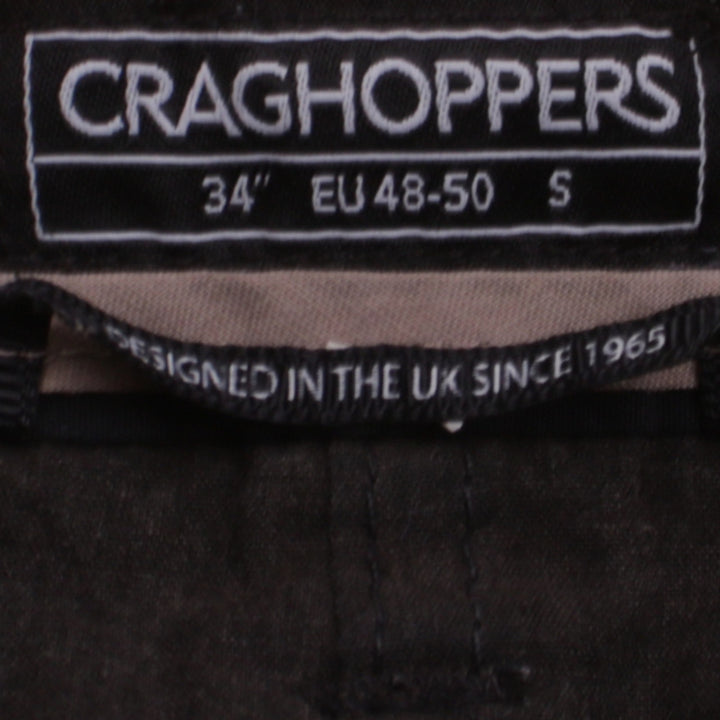 CRAGHOPPERS
34" EU 48-50 S
DESIGNED IN THE UK SINCE 1965